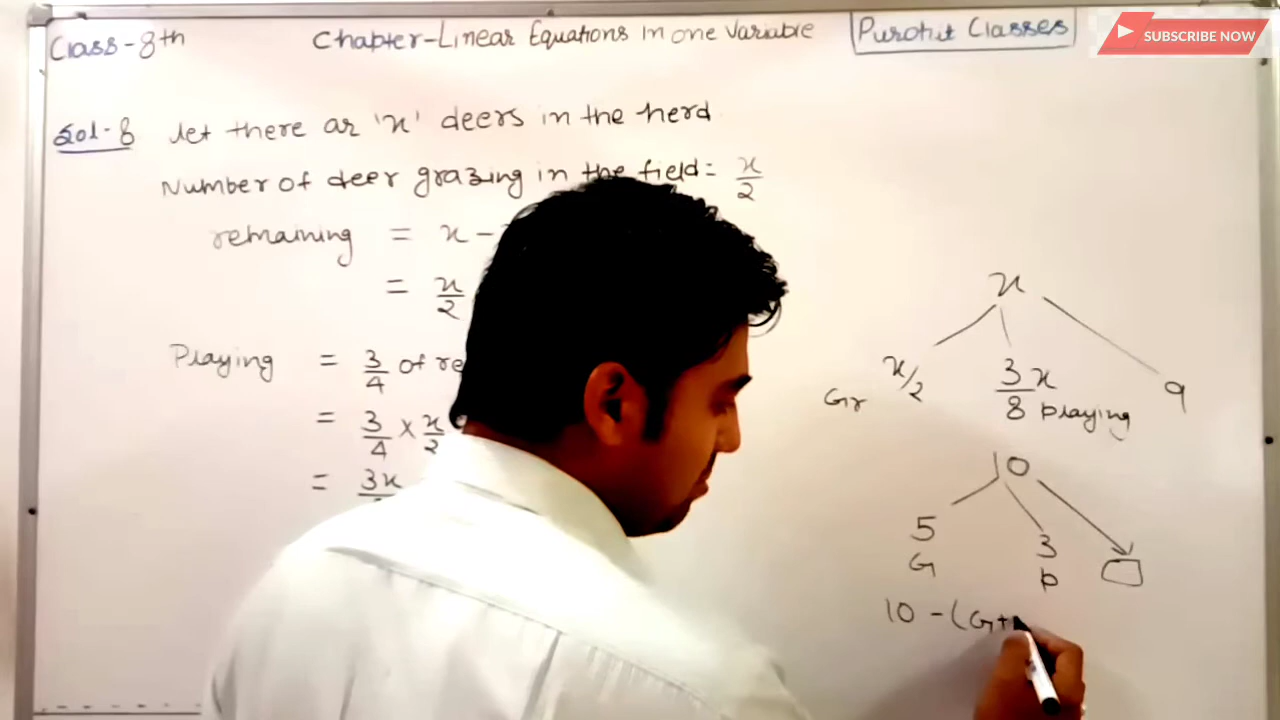 Class-8th Chapter-Linear Equations in one variable Purohit Classes
SUBSCRIBE NOW
Sol-8 let there ar 'x' deers in the herd
Number of deer grazing in the field = x/2
remaining = x -
= x/2
Playing = 3/4 of re
= 3/4 × x/2
= 3x
x
x/2 3x/8 9
Gr playing
10
5 3
G P
10 - (G+